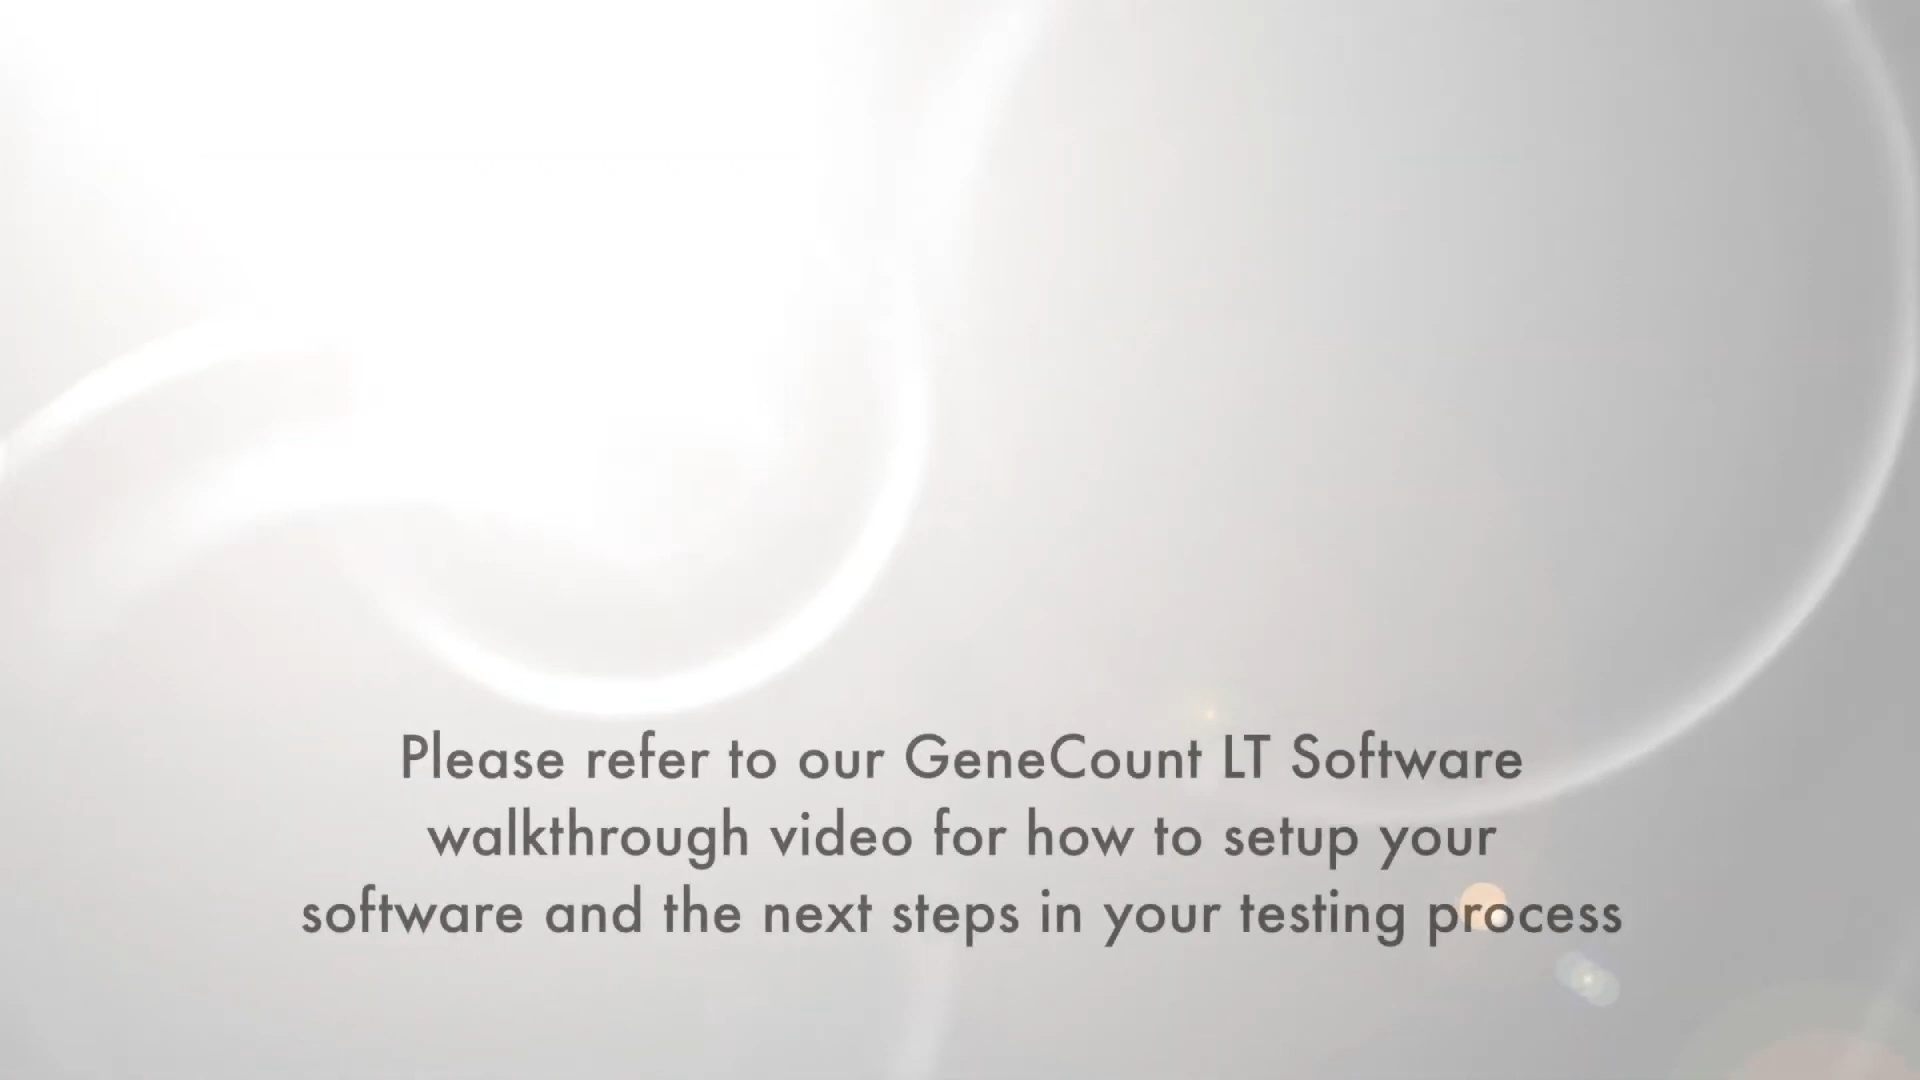 Please refer to our GeneCount LT Software
walkthrough video for how to setup your
software and the next steps in your testing process